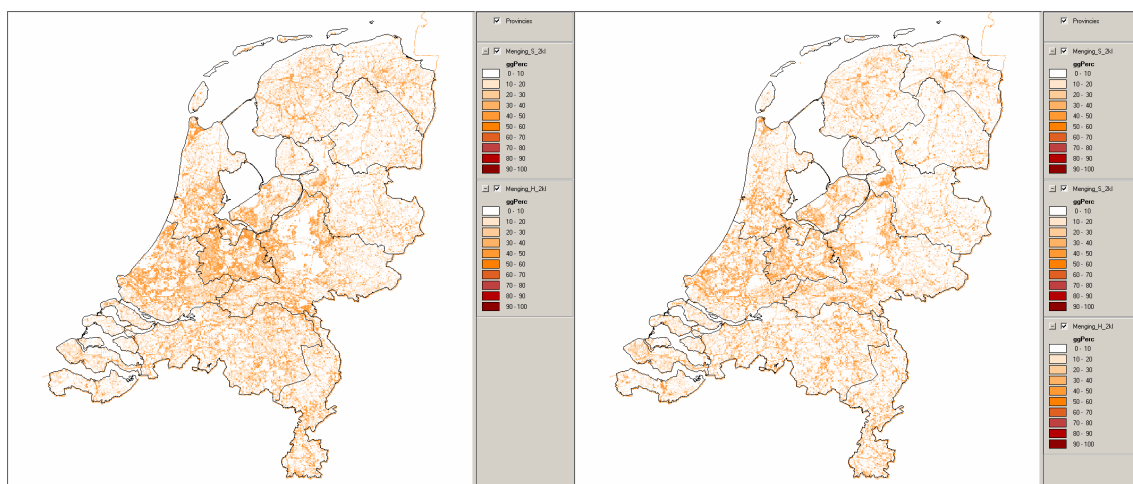 Provincies
Menging_S_2kl
ggPerc
0 - 10
10 - 20
20 - 30
30 - 40
40 - 50
50 - 60
60 - 70
70 - 80
80 - 90
90 - 100
Menging_H_2kl
ggPerc
0 - 10
10 - 20
20 - 30
30 - 40
40 - 50
50 - 60
60 - 70
70 - 80
80 - 90
90 - 100
Provincies
Menging_S_2kl
ggPerc
0 - 10
10 - 20
20 - 30
30 - 40
40 - 50
50 - 60
60 - 70
70 - 80
80 - 90
90 - 100
Menging_S_2kl
ggPerc
0 - 10
10 - 20
20 - 30
30 - 40
40 - 50
50 - 60
60 - 70
70 - 80
80 - 90
90 - 100
Menging_H_2kl
ggPerc
0 - 10
10 - 20
20 - 30
30 - 40
40 - 50
50 - 60
60 - 70
70 - 80
80 - 90
90 - 100